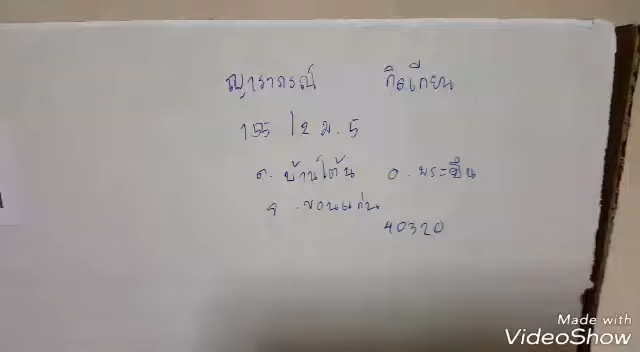 ญาราภรณ์ กิ่งเกียน
155/2 ม.5
ต. บ้านโต้น อ. พระยืน
จ. ขอนแก่น
40320
Made with
VideoShow